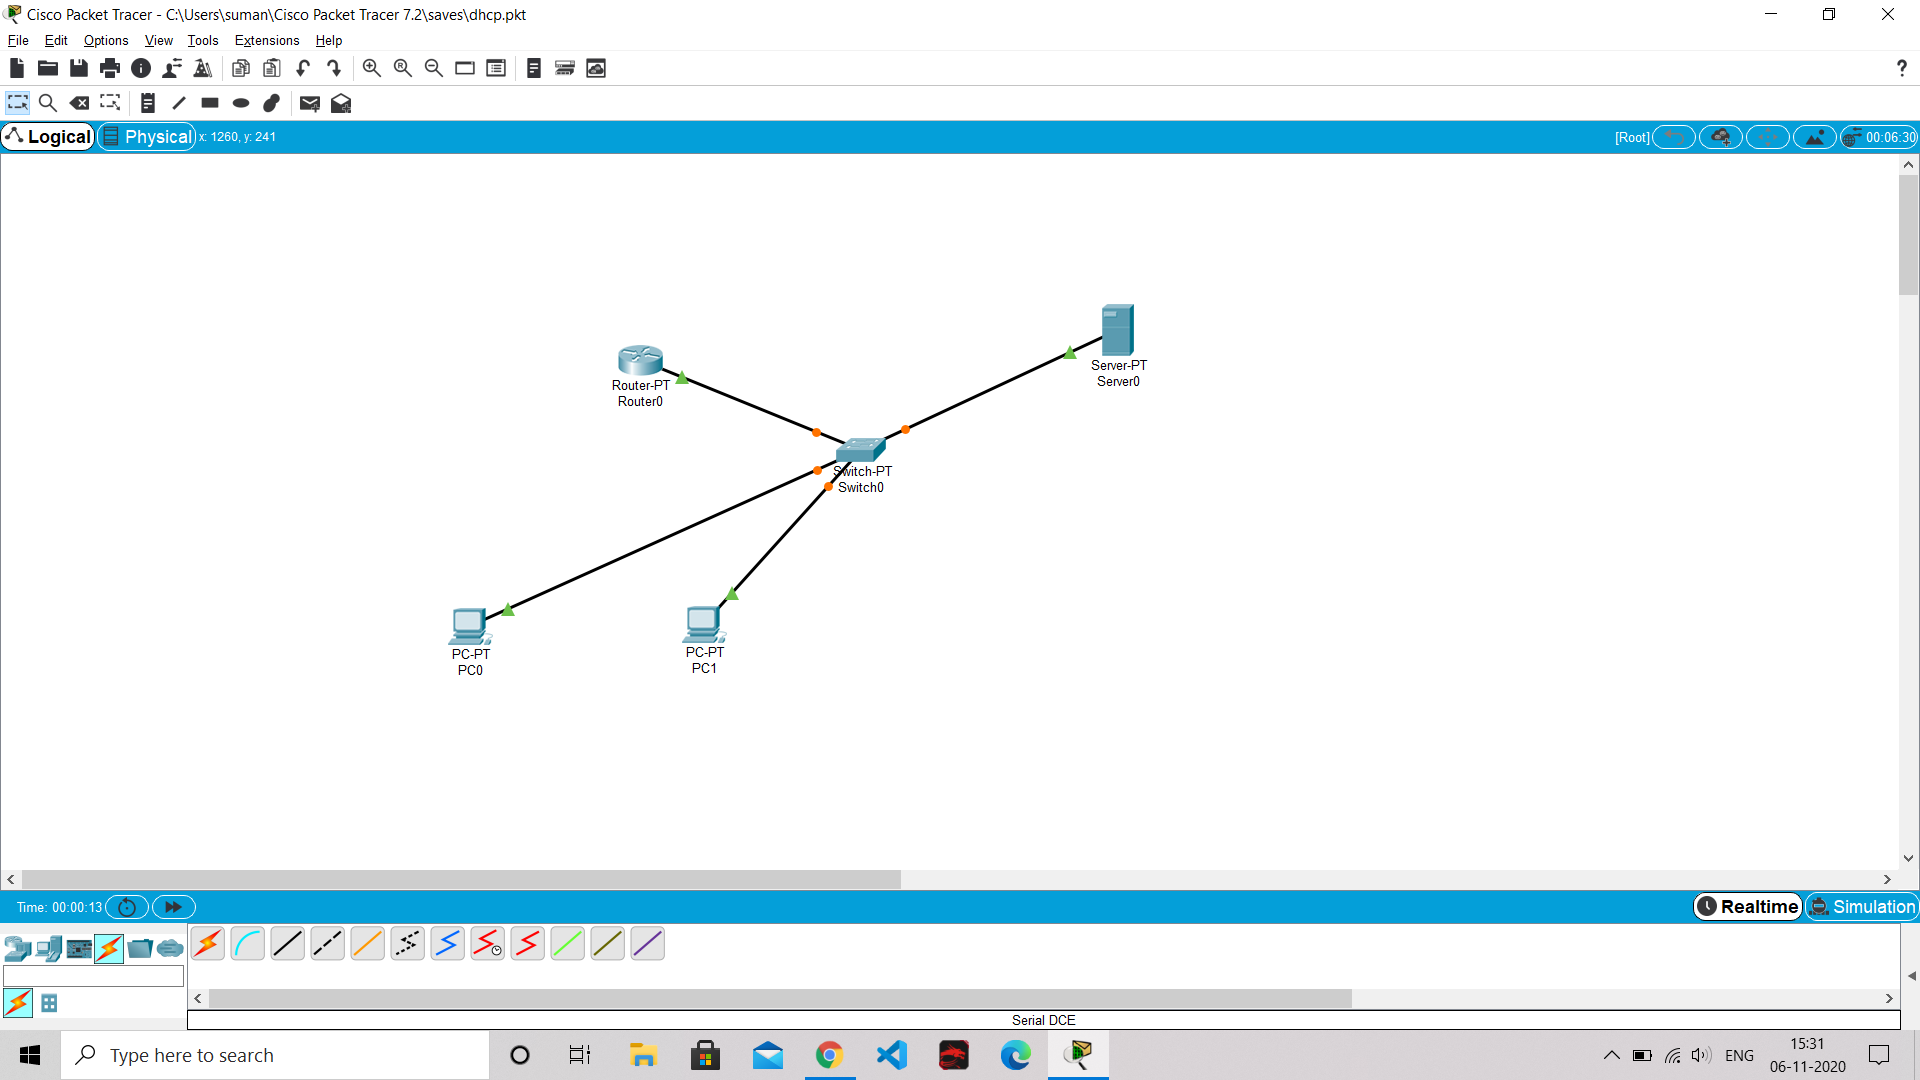 Cisco Packet Tracer - C:\Users\suman\Cisco Packet Tracer 7.2\saves\dhcp.pkt
File Edit Options View Tools Extensions Help
?
Logical Physical x: 1260, y: 241 [Root] 00:06:30
Server-PT
Server0
Router-PT
Router0
Switch-PT
Switch0
PC-PT
PC0
PC-PT
PC1
Time: 00:00:13 Realtime Simulation
Serial DCE
Type here to search
ENG
15:31
06-11-2020